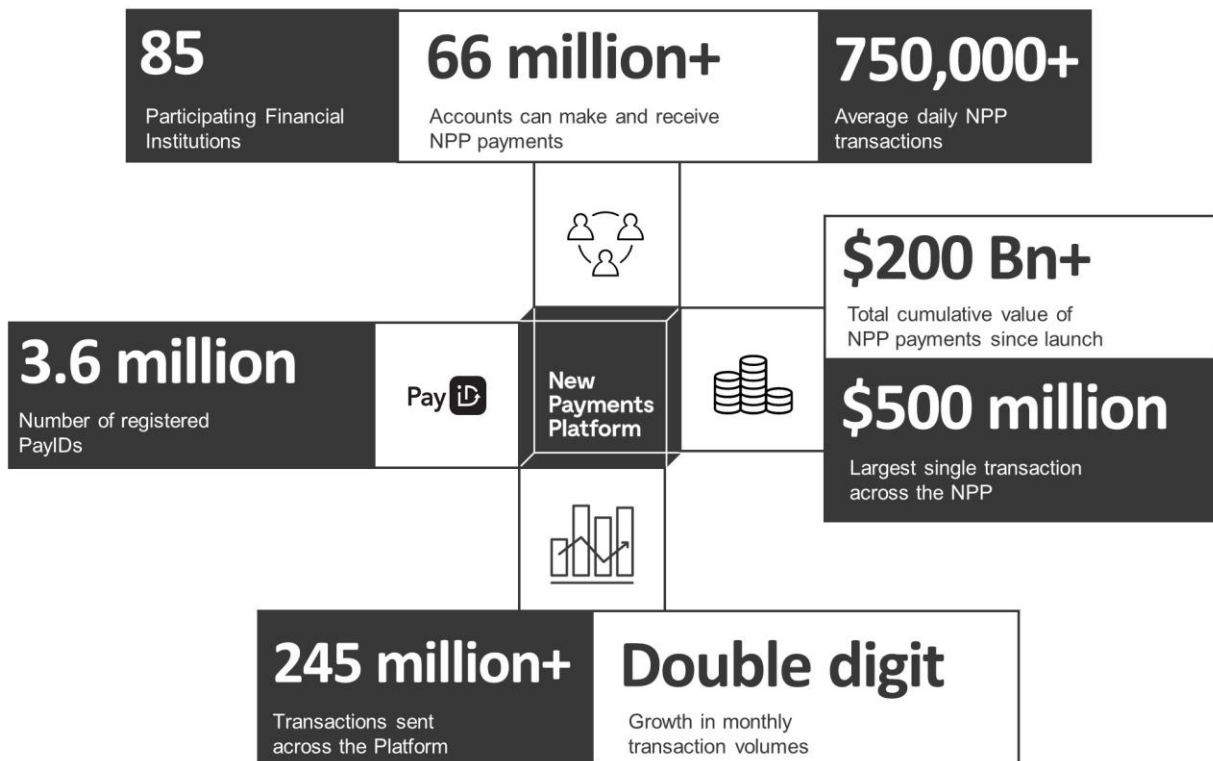 85
Participating Financial
Institutions
66 million+
Accounts can make and receive
NPP payments
750,000+
Average daily NPP
transactions
$200 Bn+
Total cumulative value of
NPP payments since launch
3.6 million
Number of registered
PayIDs
Pay iD
New
Payments
Platform
$500 million
Largest single transaction
across the NPP
245 million+
Transactions sent
across the Platform
Double digit
Growth in monthly
transaction volumes